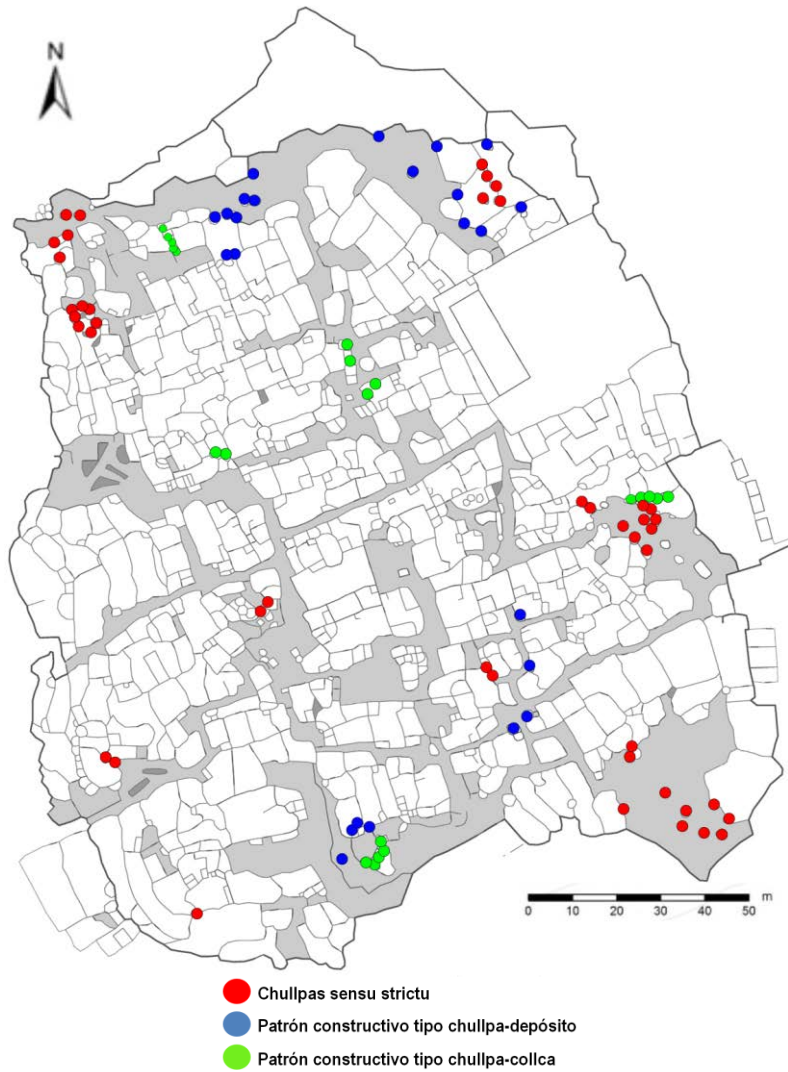 N
m
0 10 20 30 40 50
Chullpas sensu strictu
Patrón constructivo tipo chullpa-depósito
Patrón constructivo tipo chullpa-collca